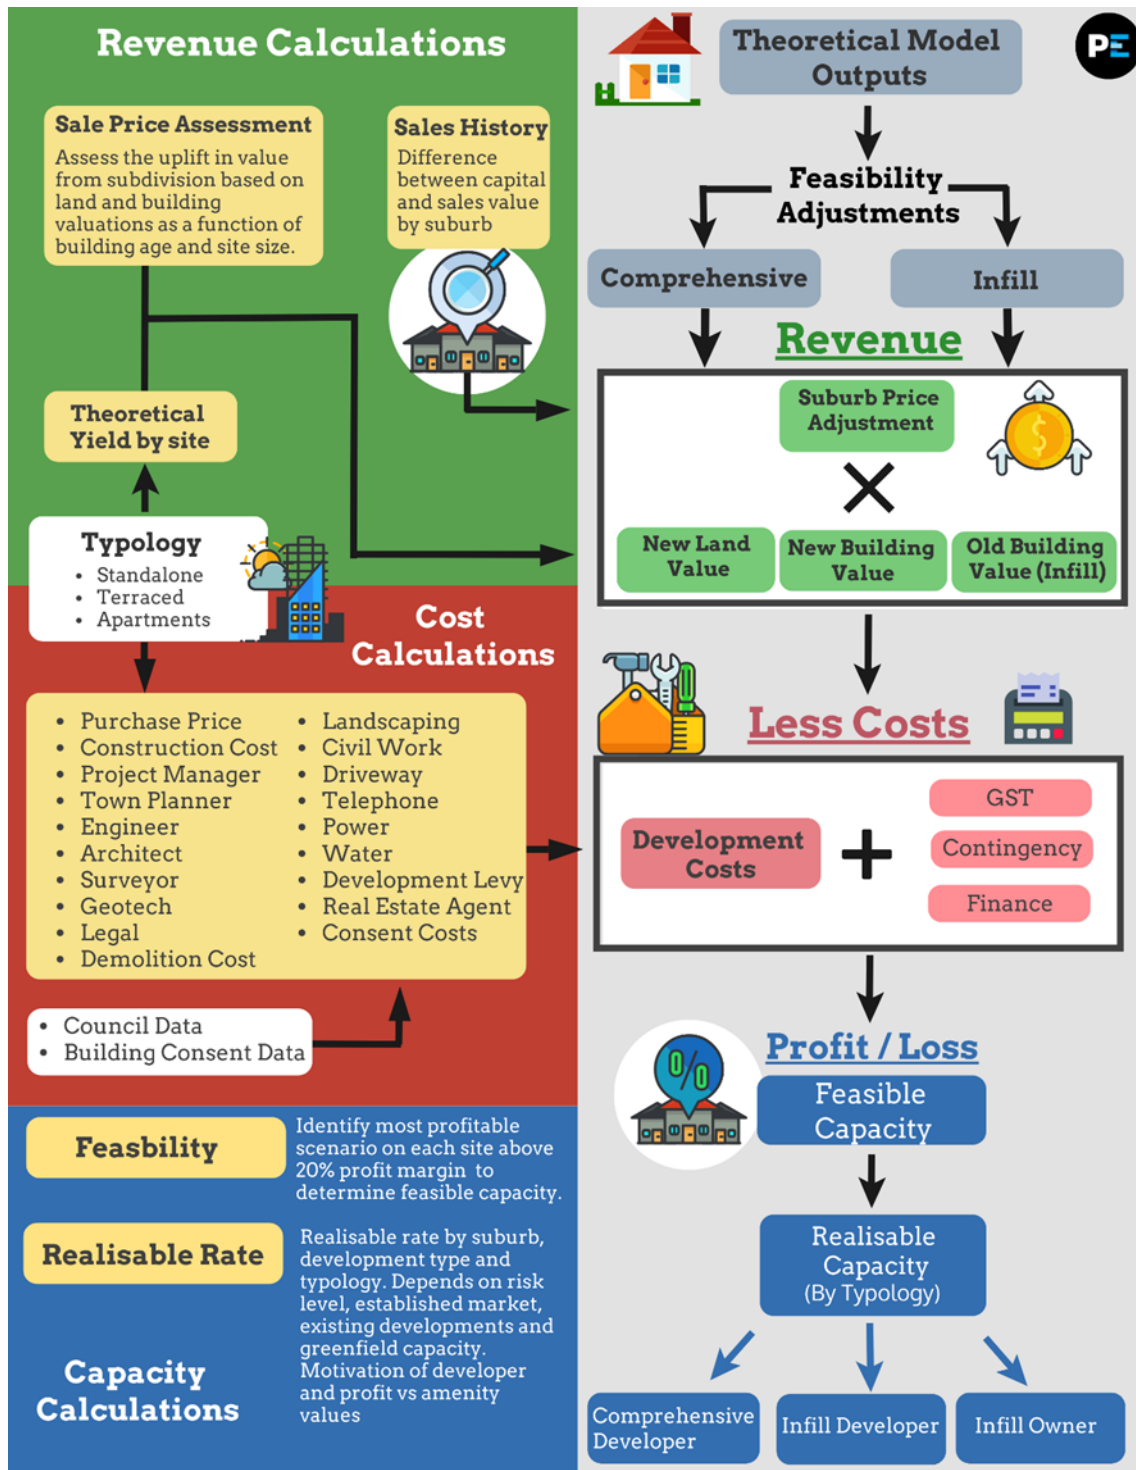 Revenue Calculations
Sale Price Assessment
Assess the uplift in value
from subdivision based on
land and building
valuations as a function of
building age and site size.
Sales History
Difference
between capital
and sales value
by suburb
Theoretical
Yield by site
Typology
• Standalone
• Terraced
• Apartments
Cost
Calculations
• Purchase Price
• Construction Cost
• Project Manager
• Town Planner
• Engineer
• Architect
• Surveyor
• Geotech
• Legal
• Demolition Cost
• Landscaping
• Civil Work
• Driveway
• Telephone
• Power
• Water
• Development Levy
• Real Estate Agent
• Consent Costs
• Council Data
• Building Consent Data
Feasbility
Identify most profitable
scenario on each site above
20% profit margin to
determine feasible capacity.
Realisable Rate
Realisable rate by suburb,
development type and
typology. Depends on risk
level, established market,
existing developments and
greenfield capacity.
Motivation of developer
and profit vs amenity
values
Capacity
Calculations
Theoretical Model
Outputs
PE
Feasibility
Adjustments
Comprehensive
Infill
Revenue
Suburb Price
Adjustment
$
×
New Land
Value
New Building
Value
Old Building
Value (Infill)
Less Costs
Development
Costs
+
GST
Contingency
Finance
%
Profit / Loss
Feasible
Capacity
Realisable
Capacity
(By Typology)
Comprehensive
Developer
Infill Developer
Infill Owner